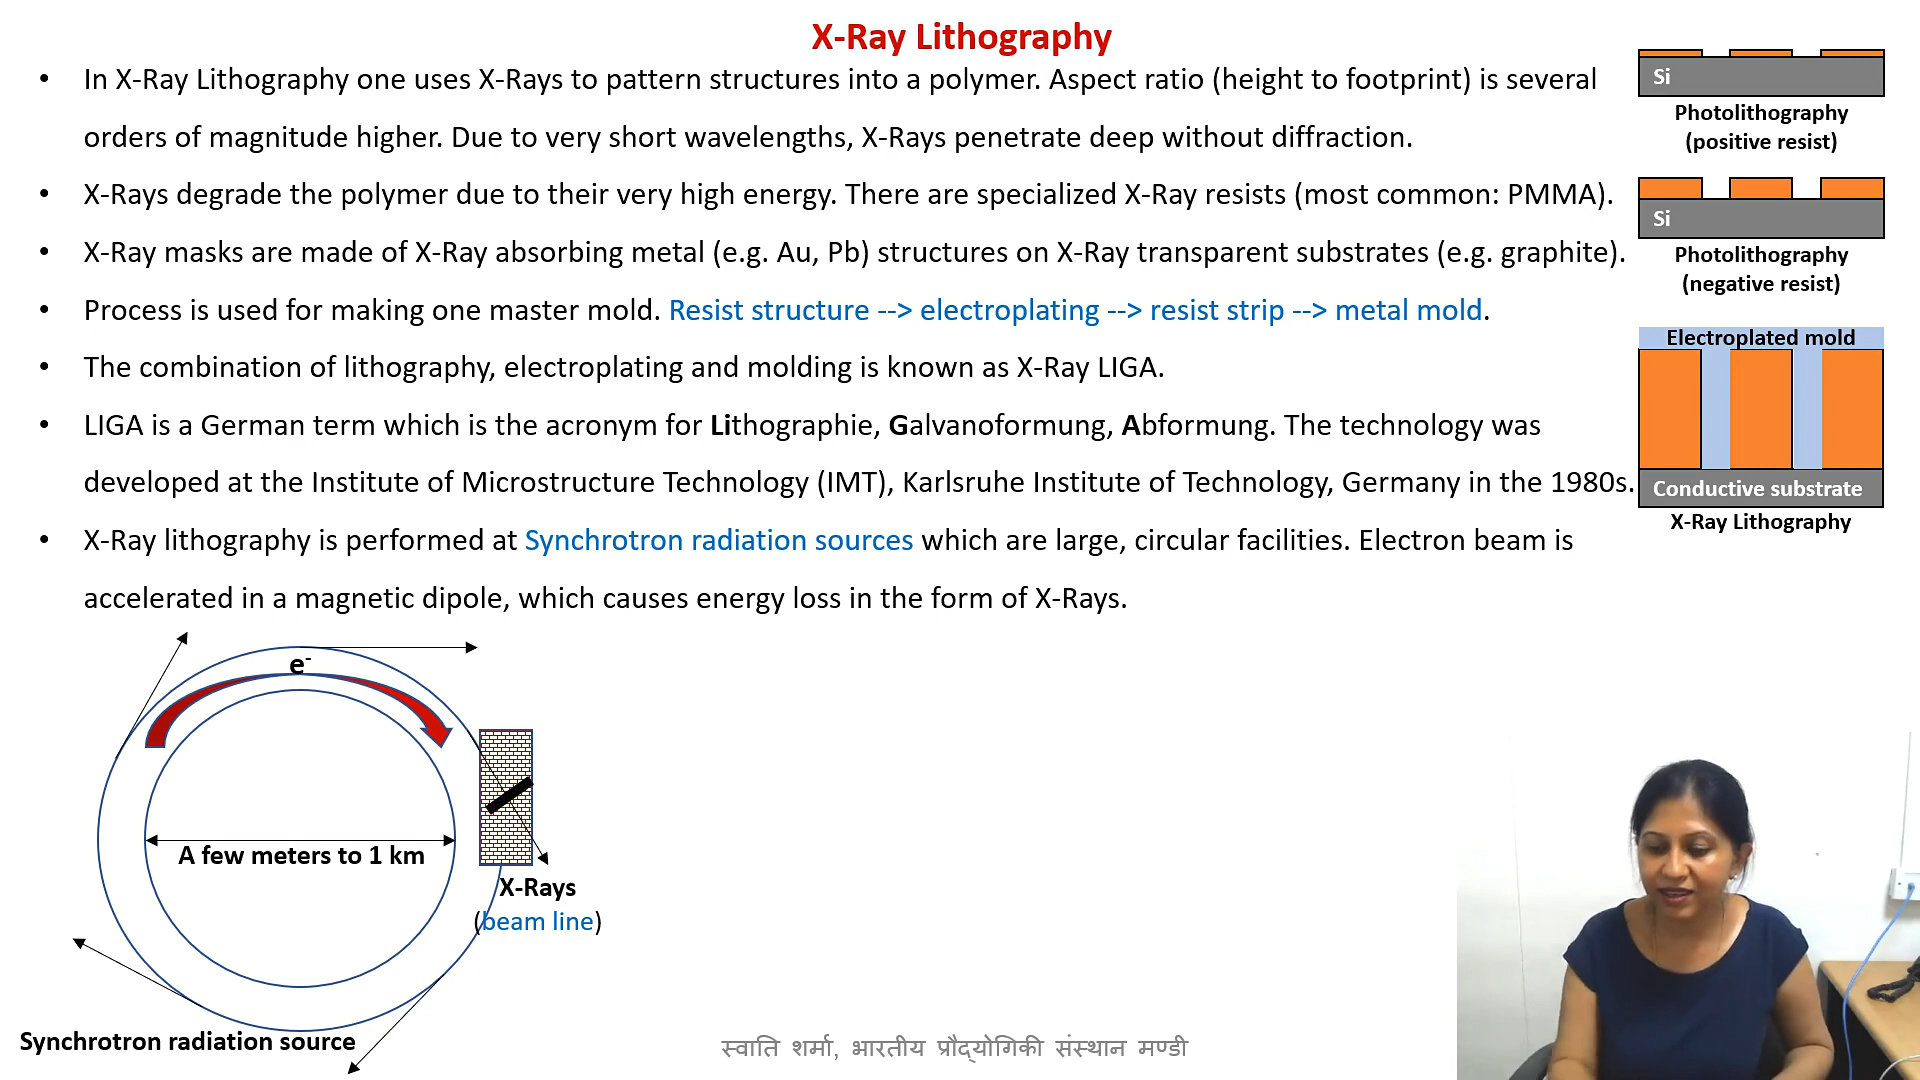 X-Ray Lithography
• In X-Ray Lithography one uses X-Rays to pattern structures into a polymer. Aspect ratio (height to footprint) is several
orders of magnitude higher. Due to very short wavelengths, X-Rays penetrate deep without diffraction.
• X-Rays degrade the polymer due to their very high energy. There are specialized X-Ray resists (most common: PMMA).
• X-Ray masks are made of X-Ray absorbing metal (e.g. Au, Pb) structures on X-Ray transparent substrates (e.g. graphite).
• Process is used for making one master mold. Resist structure --> electroplating --> resist strip --> metal mold.
• The combination of lithography, electroplating and molding is known as X-Ray LIGA.
• LIGA is a German term which is the acronym for Lithographie, Galvanoformung, Abformung. The technology was
developed at the Institute of Microstructure Technology (IMT), Karlsruhe Institute of Technology, Germany in the 1980s.
• X-Ray lithography is performed at Synchrotron radiation sources which are large, circular facilities. Electron beam is
accelerated in a magnetic dipole, which causes energy loss in the form of X-Rays.
Si
Photolithography
(positive resist)
Si
Photolithography
(negative resist)
Electroplated mold
Conductive substrate
X-Ray Lithography
e-
A few meters to 1 km
X-Rays
(beam line)
Synchrotron radiation source
स्वाति शर्मा, भारतीय प्रौद्योगिकी संस्थान मण्डी